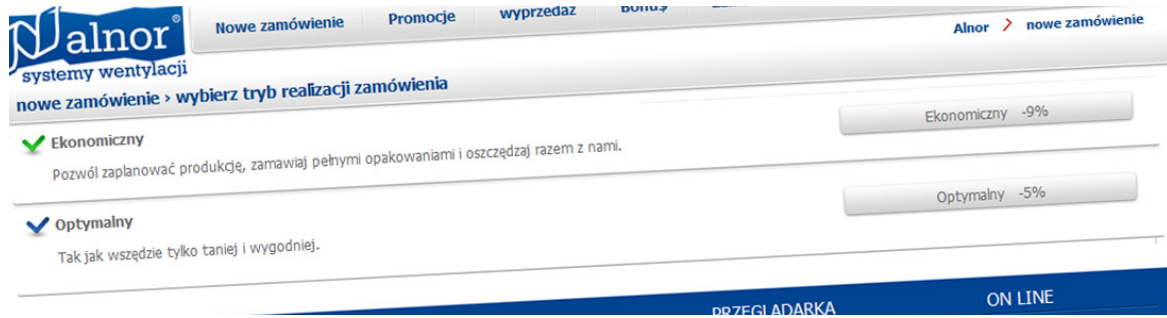 Nowe zamówienie
Promocje
wyprzedaż
Bonus
alnor®
systemy wentylacji
Alnor > nowe zamówienie
nowe zamówienie › wybierz tryb realizacji zamówienia
Ekonomiczny
Ekonomiczny -9%
Pozwól zaplanować produkcję, zamawiaj pełnymi opakowaniami i oszczędzaj razem z nami.
Optymalny
Optymalny -5%
Tak jak wszędzie tylko taniej i wygodniej.
PRZEGLĄDARKA
ON LINE